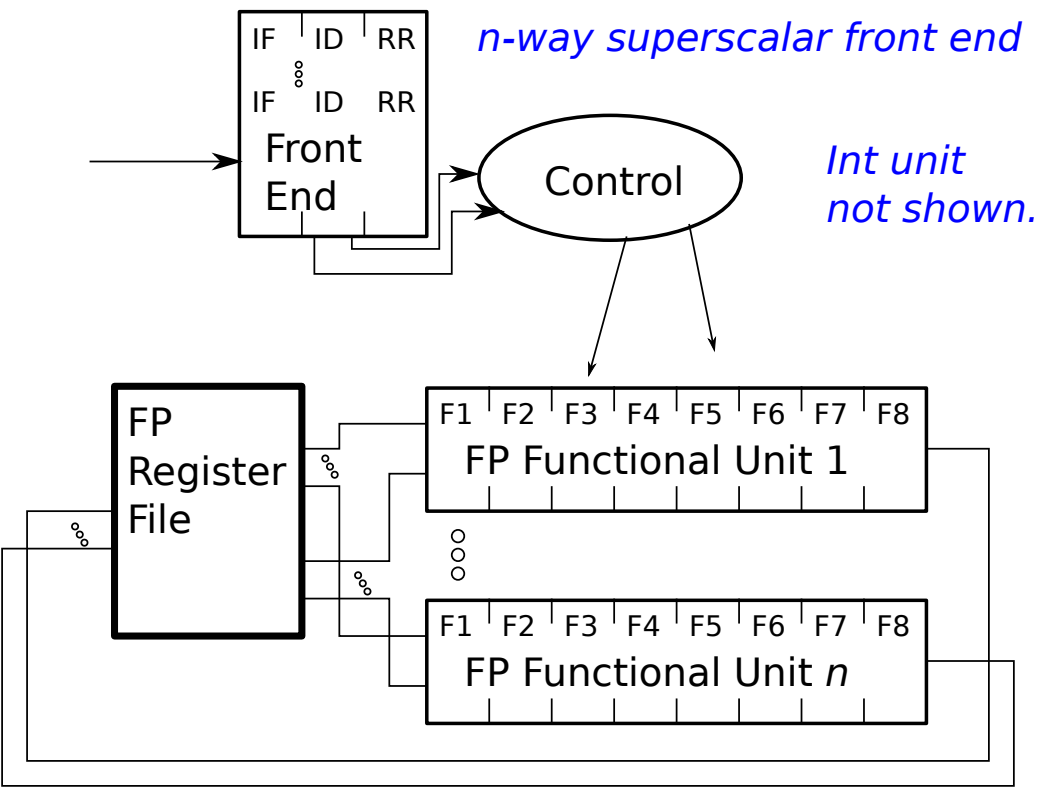 n-way superscalar front end
IF ID RR
IF ID RR
Front
End
Control
Int unit
not shown.
FP
Register
File
F1 F2 F3 F4 F5 F6 F7 F8
FP Functional Unit 1
F1 F2 F3 F4 F5 F6 F7 F8
FP Functional Unit n